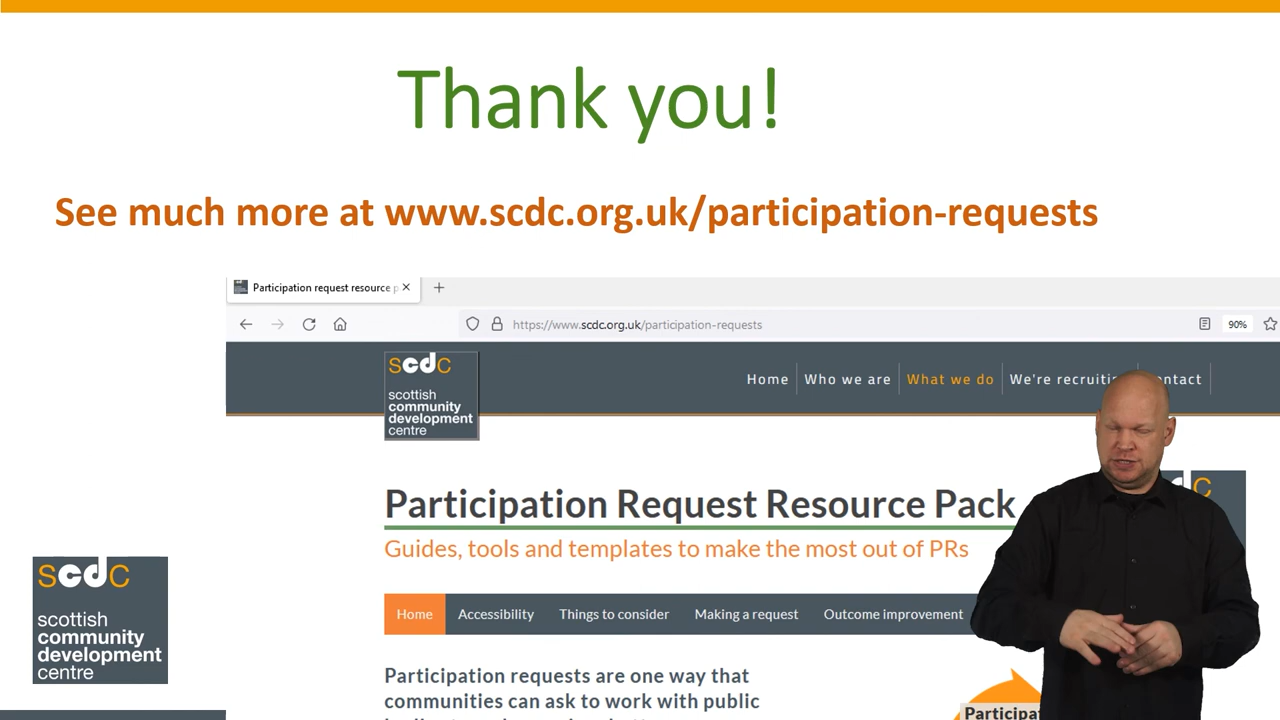 Thank you!
See much more at www.scdc.org.uk/participation-requests
Participation request resource p
https://www.scdc.org.uk/participation-requests
90%
scdc
scottish
community
development
centre
Home
Who we are
What we do
We're recruiting
Participation Request Resource Pack
Guides, tools and templates to make the most out of PRs
Home
Accessibility
Things to consider
Making a request
Outcome improvement
scdc
scottish
community
development
centre
Participation requests are one way that
communities can ask to work with public